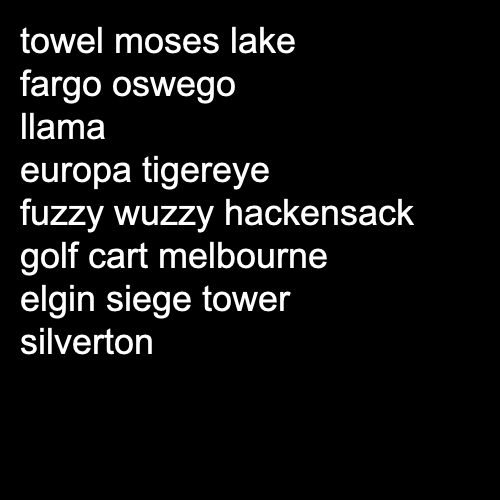 towel moses lake
fargo oswego
llama
europa tigereye
fuzzy wuzzy hackensack
golf cart melbourne
elgin siege tower
silverton